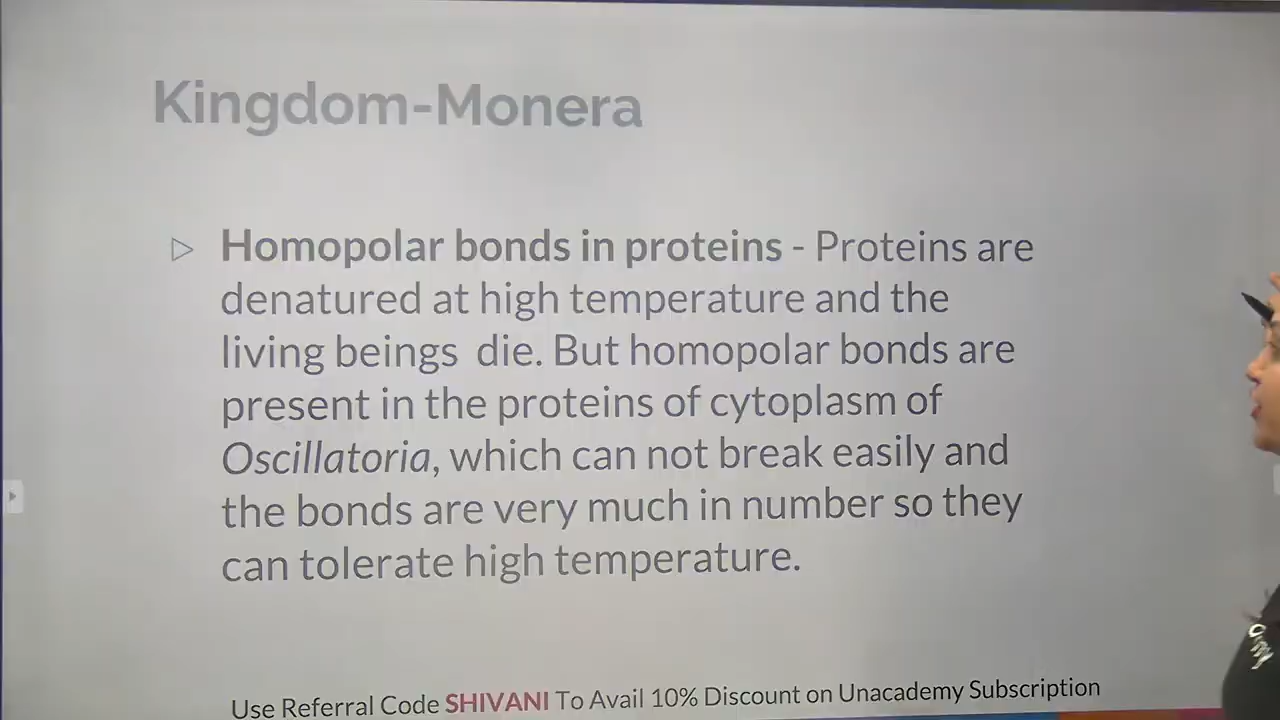 Kingdom-Monera
Homopolar bonds in proteins - Proteins are
denatured at high temperature and the
living beings die. But homopolar bonds are
present in the proteins of cytoplasm of
Oscillatoria, which can not break easily and
the bonds are very much in number so they
can tolerate high temperature.
Use Referral Code SHIVANI To Avail 10% Discount on Unacademy Subscription